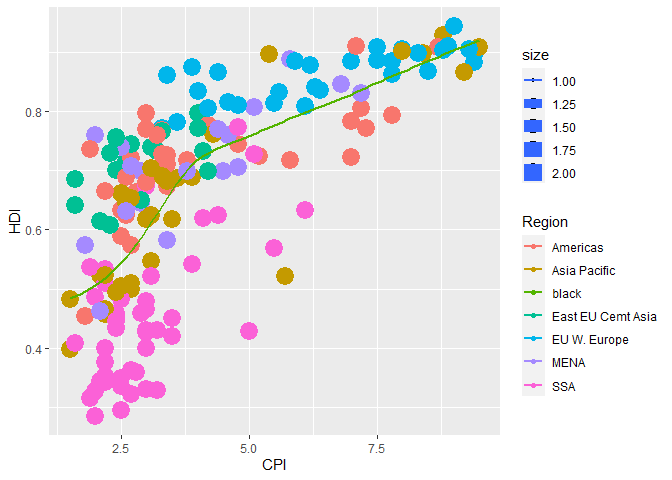 HDI
0.8
0.6
0.4
2.5
5.0
7.5
CPI
size
1.00
1.25
1.50
1.75
2.00
Region
Americas
Asia Pacific
black
East EU Cemt Asia
EU W. Europe
MENA
SSA